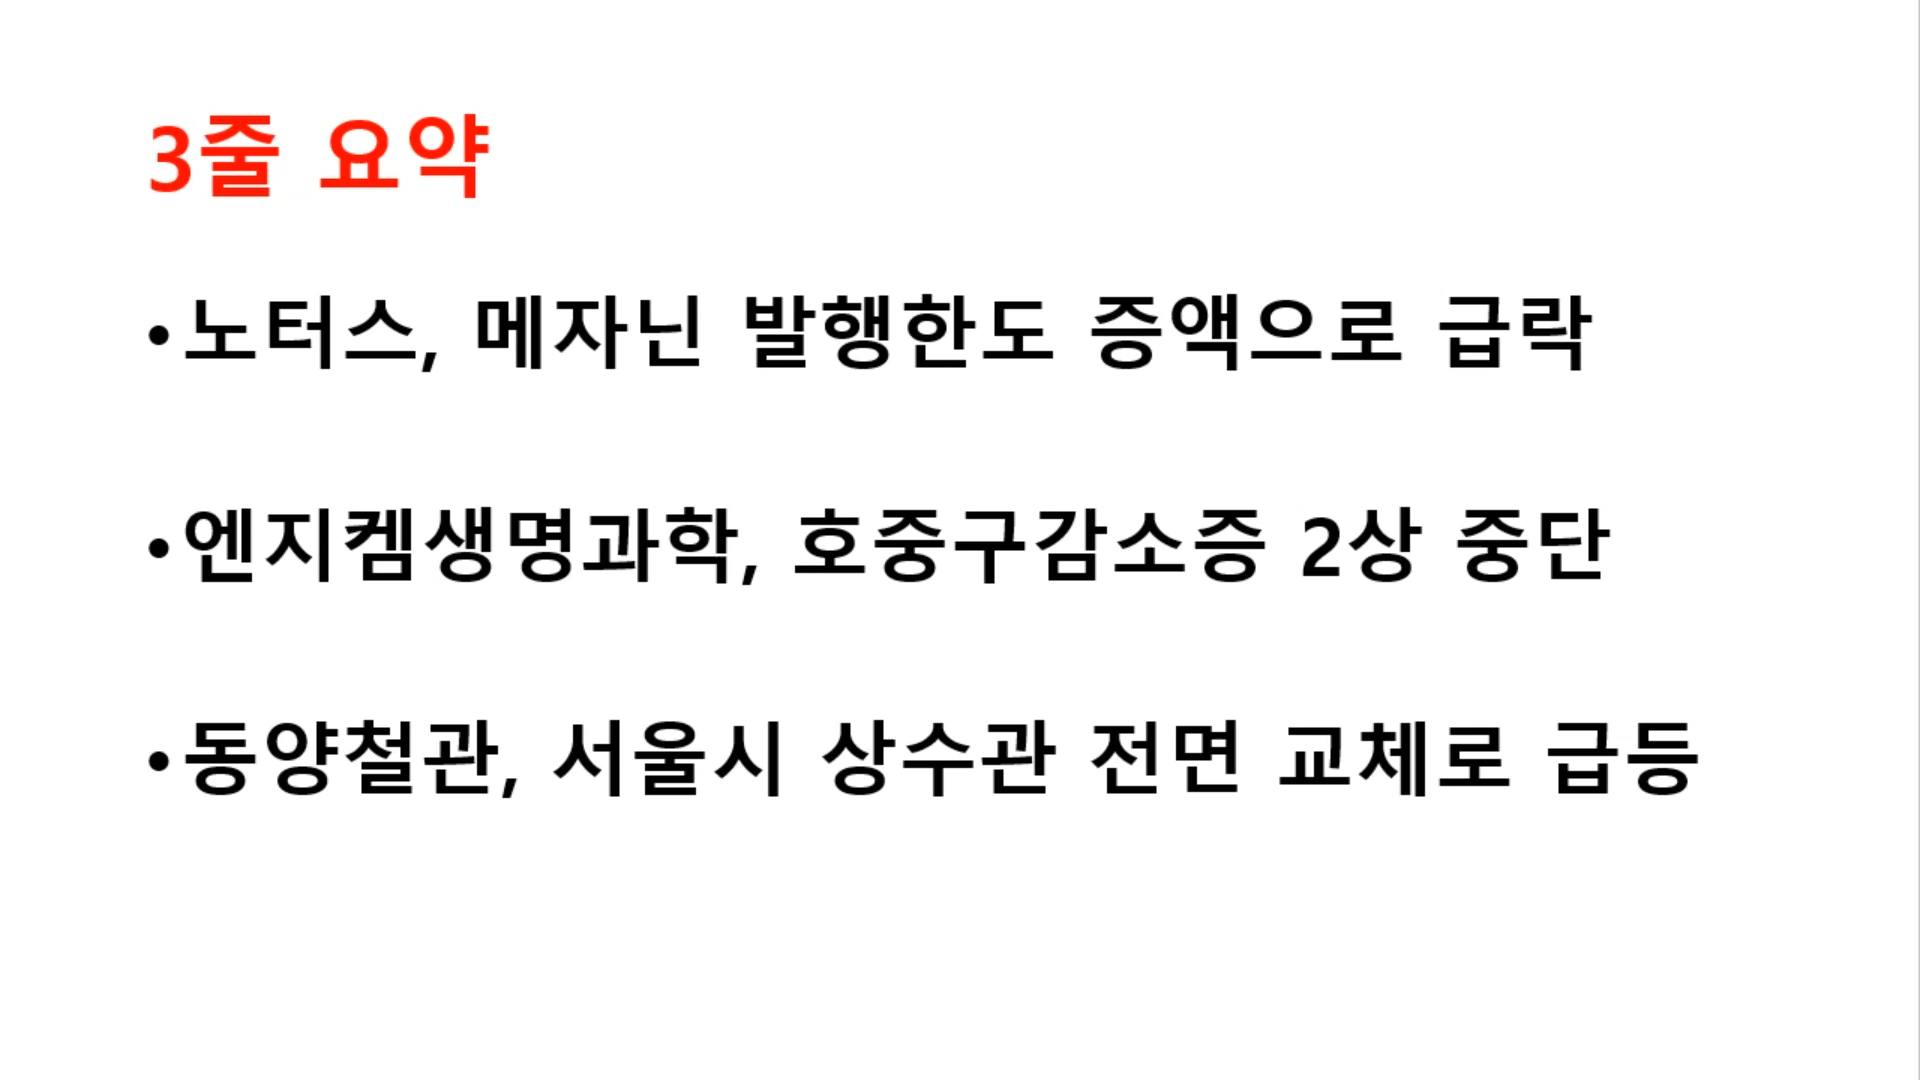 3줄 요약
•노터스, 메자닌 발행한도 증액으로 급락
•엔지켐생명과학, 호중구감소증 2상 중단
•동양철관, 서울시 상수관 전면 교체로 급등